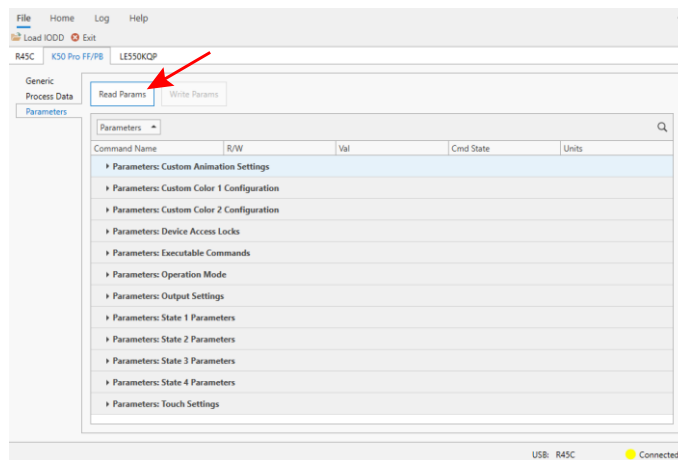 File Home Log Help
Load IODD Exit
R45C K50 Pro FF/PB LE550KQP
Generic
Process Data
Parameters
Read Params Write Params
Parameters
Command Name R/W Val Cmd State Units
Parameters: Custom Animation Settings
Parameters: Custom Color 1 Configuration
Parameters: Custom Color 2 Configuration
Parameters: Device Access Locks
Parameters: Executable Commands
Parameters: Operation Mode
Parameters: Output Settings
Parameters: State 1 Parameters
Parameters: State 2 Parameters
Parameters: State 3 Parameters
Parameters: State 4 Parameters
Parameters: Touch Settings
USB: R45C Connected